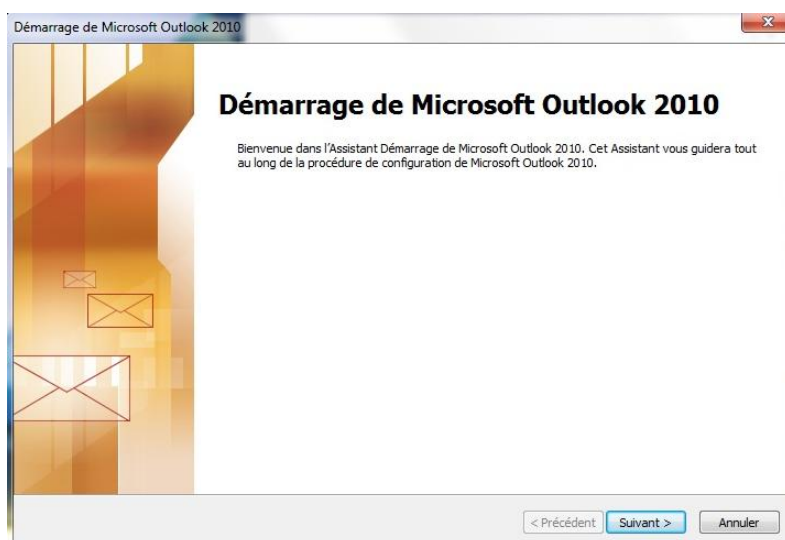 Démarrage de Microsoft Outlook 2010
Démarrage de Microsoft Outlook 2010
Bienvenue dans l'Assistant Démarrage de Microsoft Outlook 2010. Cet Assistant vous guidera tout
au long de la procédure de configuration de Microsoft Outlook 2010.
< Précédent Suivant > Annuler